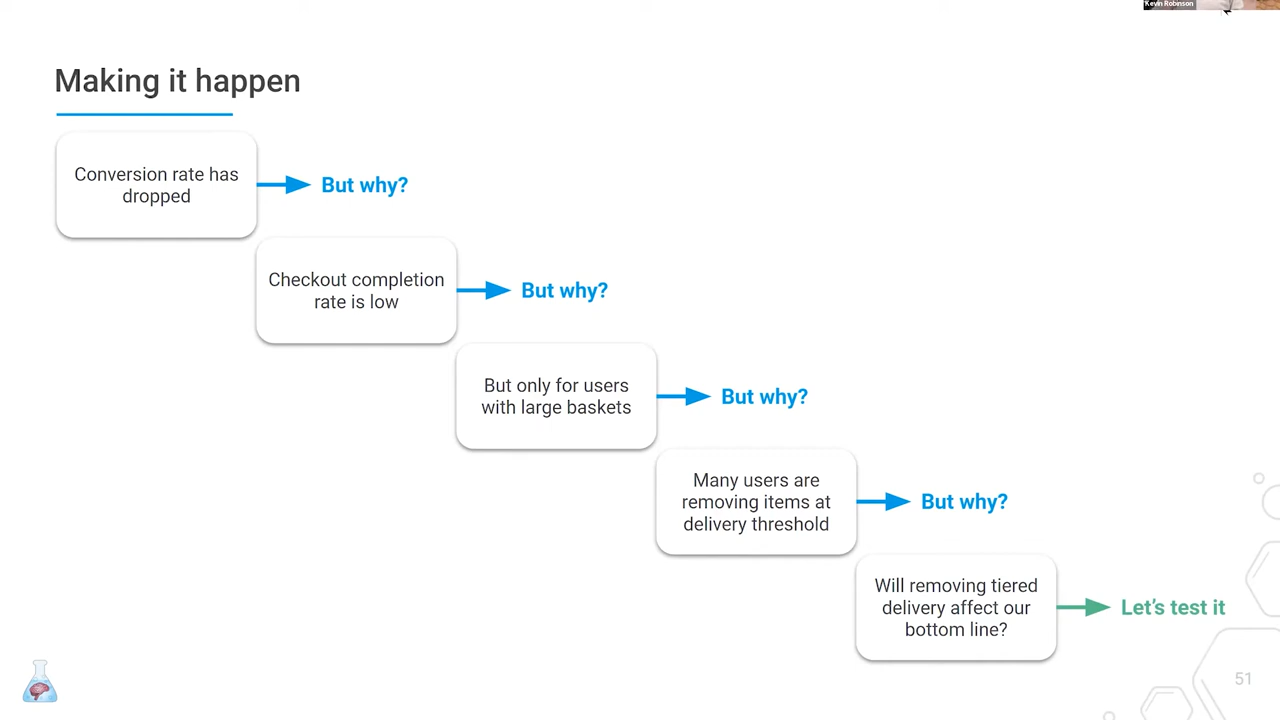 Kevin Robinson
Making it happen
Conversion rate has
dropped
But why?
Checkout completion
rate is low
But why?
But only for users
with large baskets
But why?
Many users are
removing items at
delivery threshold
But why?
Will removing tiered
delivery affect our
bottom line?
Let's test it
51